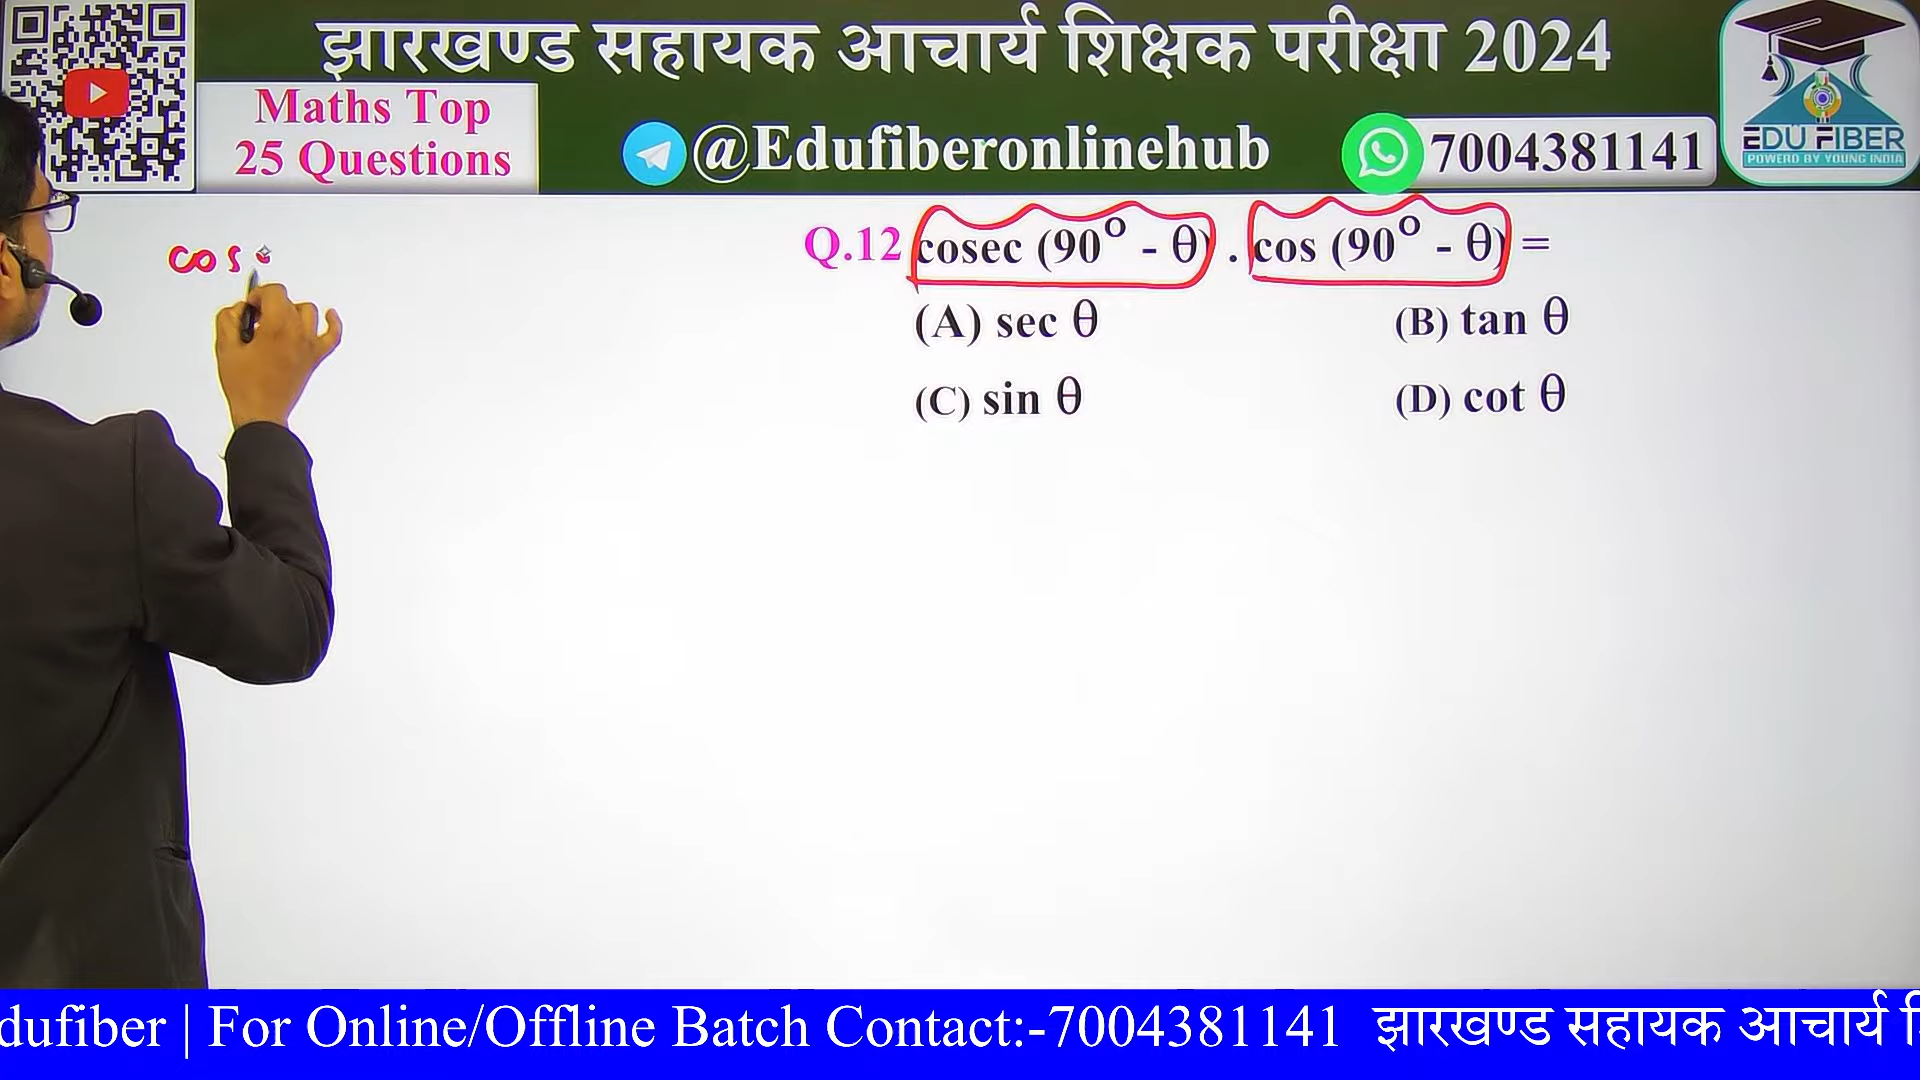 झारखण्ड सहायक आचार्य शिक्षक परीक्षा 2024
Maths Top
25 Questions
@Edufiberonlinehub
7004381141
EDU FIBER
POWERD BY YOUNG INDIA
cos
Q.12 cosec (90° - θ) . cos (90° - θ) =
(A) sec θ
(B) tan θ
(C) sin θ
(D) cot θ
dufiber | For Online/Offline Batch Contact:-7004381141 झारखण्ड सहायक आचार्य